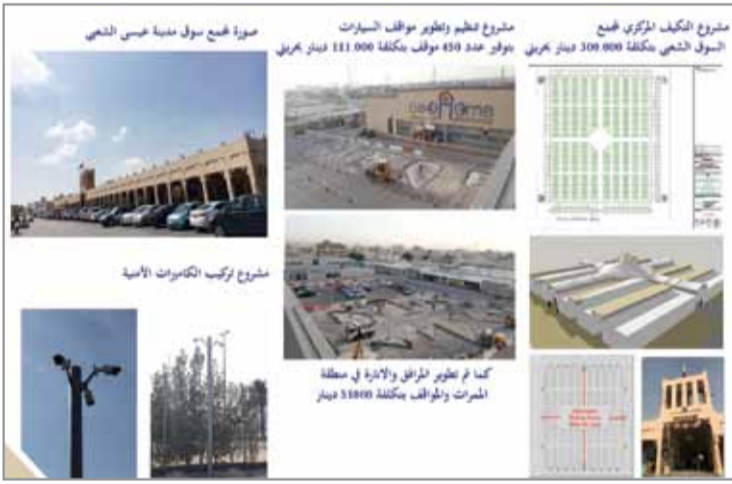 مشروع التكيف المركزي لمجمع
السوق الشعبي بتكلفة 300.000 دينار بحريني
مشروع تنظيم وتطوير مواقف السيارات
بتوفير عدد 450 موقف بتكلفة 111.000 دينار بحريني
كما تم تطوير المرافق والانارة في منطقة
الممرات والمواقف بتكلفة 51800 دينار
صورة لمجمع سوق مدينة عيسى الشعبي
مشروع تركيب الكاميرات الأمنية